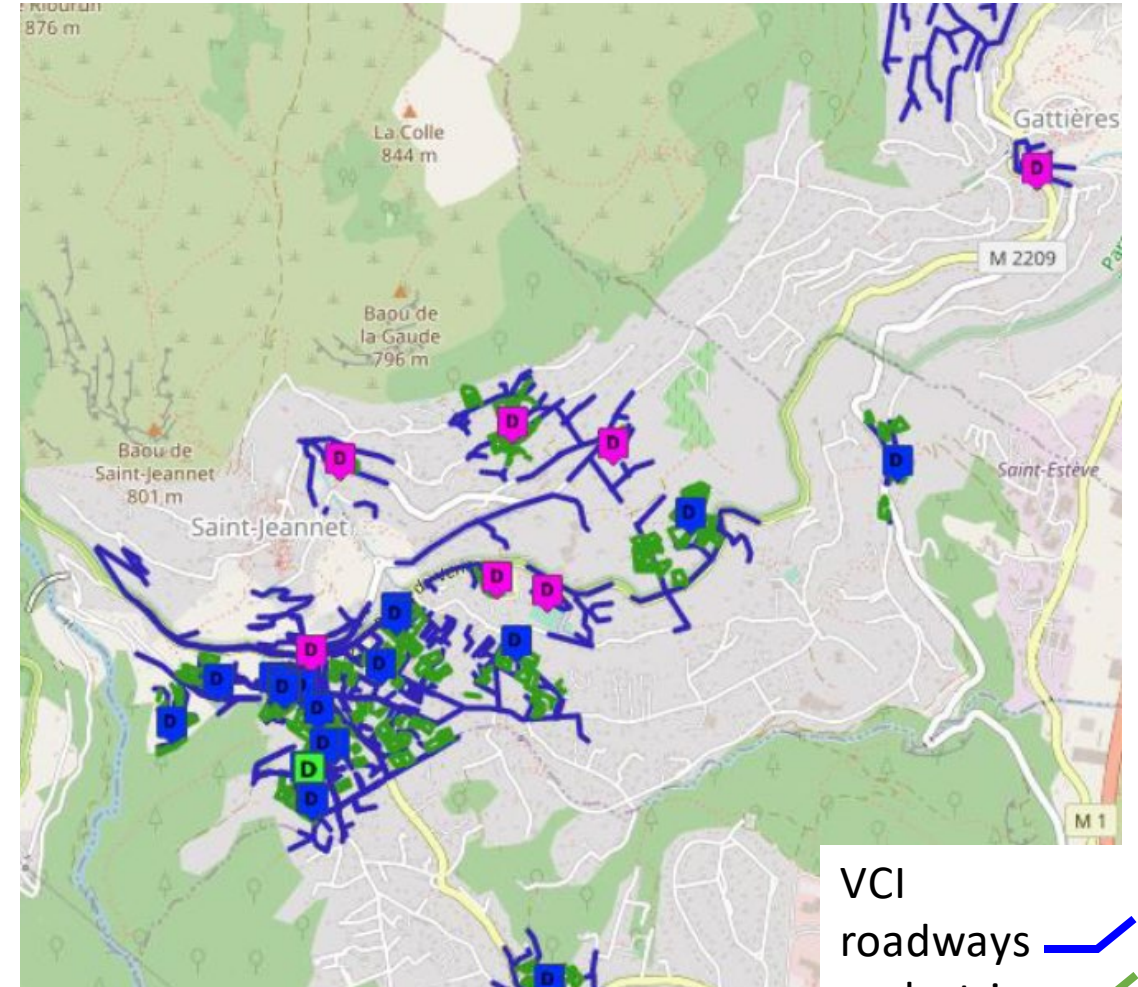 876 m
La Colle
844 m
Gattières
D
M 2209
Baou de
la Gaude
796 m
D
D
D
Baou de
Saint-Jeannet
801 m
D
Saint-Estève
Saint-Jeannet
D
D
D
D
D
D
D
D
D
D
D
D
D
D
M 1
D
VCI
roadways